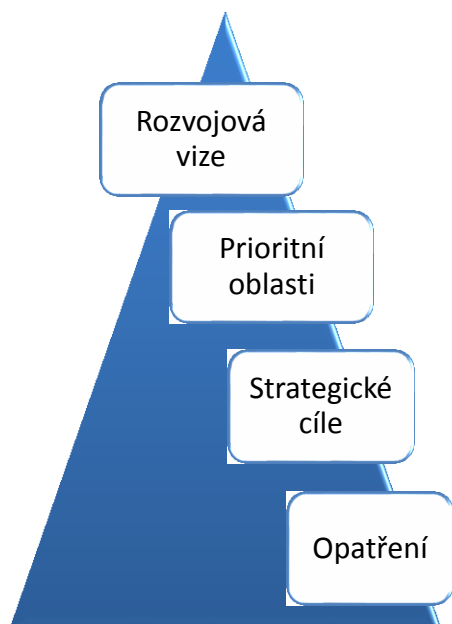 Rozvojová
vize
Prioritní
oblasti
Strategické
cíle
Opatření